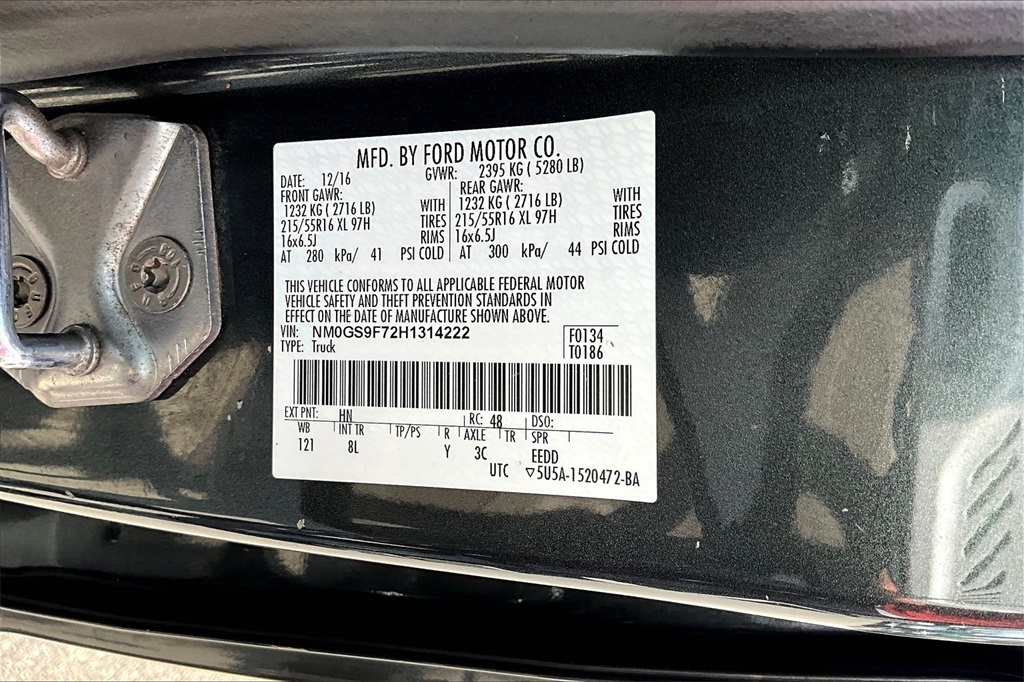 MFD. BY FORD MOTOR CO.
DATE: 12/16 GVWR: 2395 KG ( 5280 LB)
FRONT GAWR: REAR GAWR:
1232 KG ( 2716 LB) WITH 1232 KG ( 2716 LB) WITH
215/55R16 XL 97H TIRES 215/55R16 XL 97H TIRES
16x6.5J RIMS 16x6.5J RIMS
AT 280 kPa/ 41 PSI COLD AT 300 kPa/ 44 PSI COLD
THIS VEHICLE CONFORMS TO ALL APPLICABLE FEDERAL MOTOR
VEHICLE SAFETY AND THEFT PREVENTION STANDARDS IN
EFFECT ON THE DATE OF MANUFACTURE SHOWN ABOVE.
VIN: NM0GS9F72H1314222 F0134
TYPE: Truck T0186
EXT PNT: HN RC: 48 DSO:
WB INT TR TP/PS R AXLE TR SPR
121 8L Y 3C EEDD
UTC ▽5U5A-1520472-BA